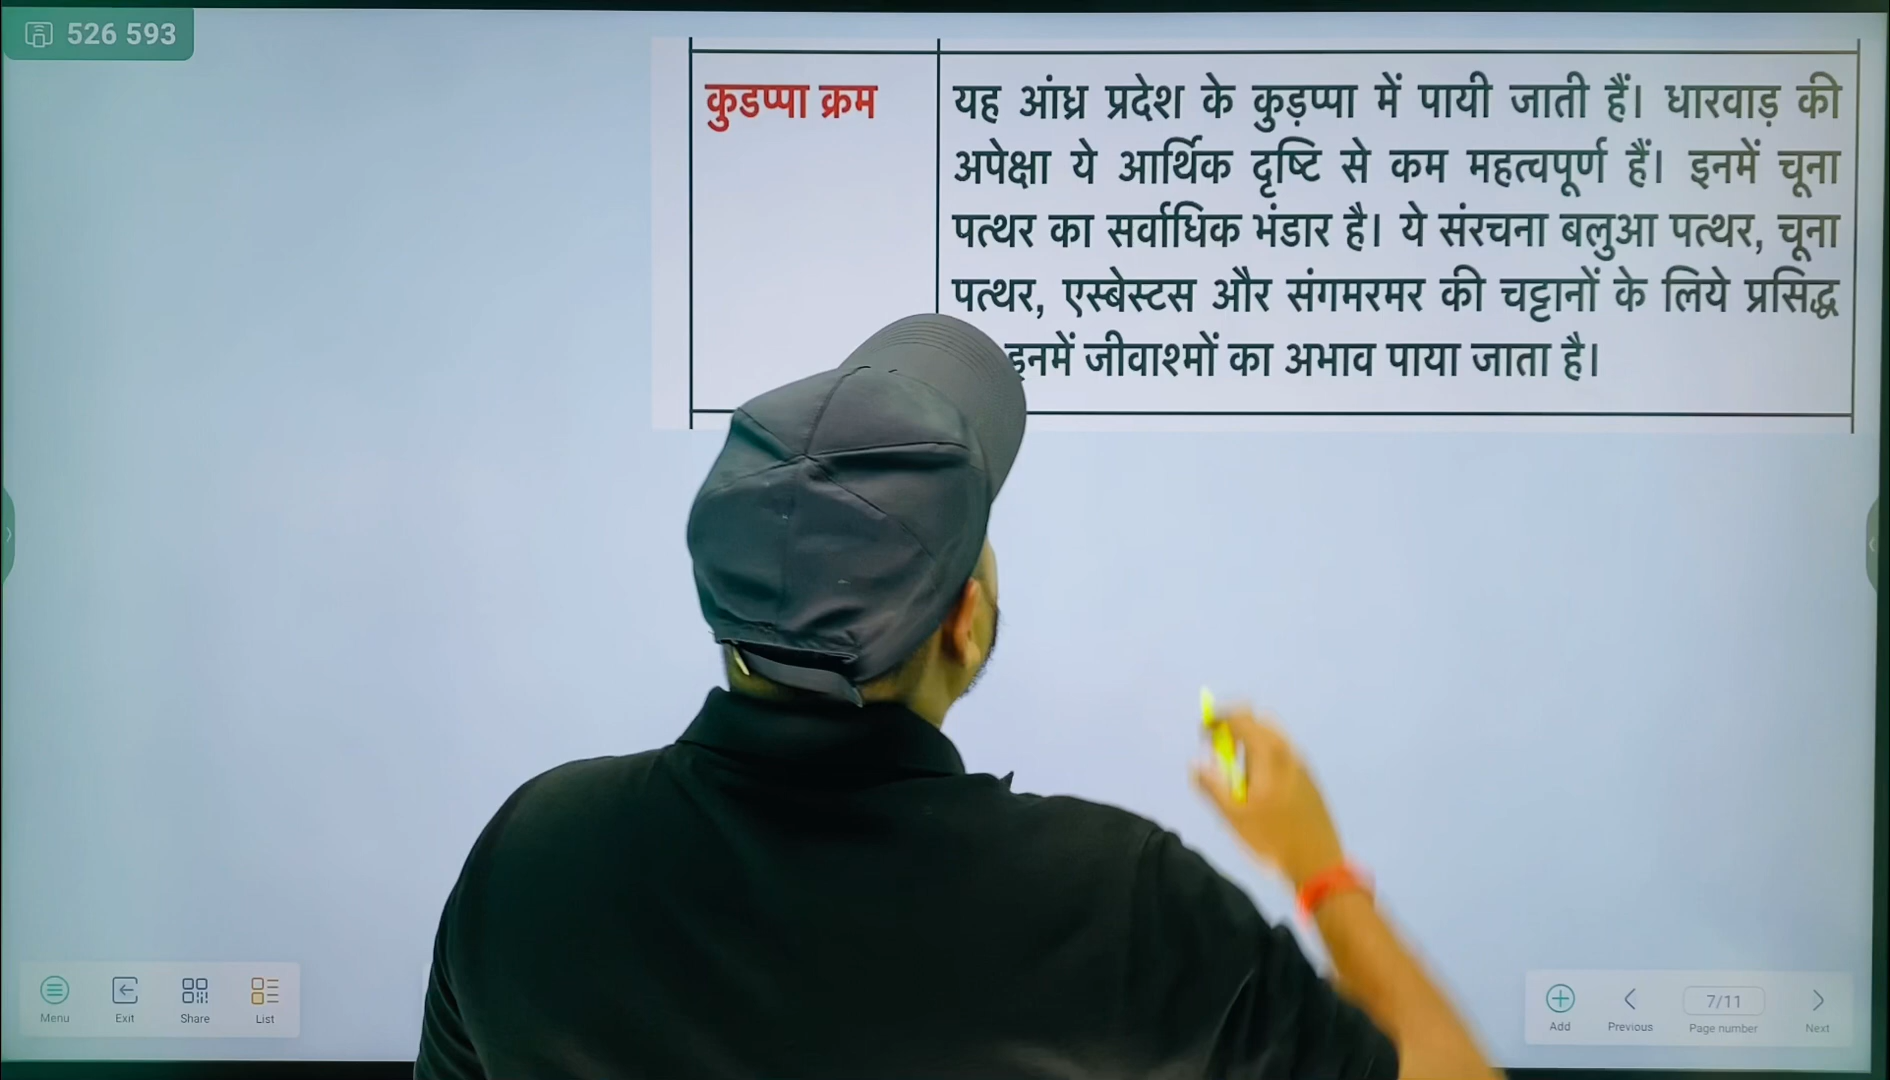 526 593
कुडप्पा क्रम
यह आंध्र प्रदेश के कुड़प्पा में पायी जाती हैं। धारवाड़ की
अपेक्षा ये आर्थिक दृष्टि से कम महत्वपूर्ण हैं। इनमें चूना
पत्थर का सर्वाधिक भंडार है। ये संरचना बलुआ पत्थर, चूना
पत्थर, एस्बेस्टस और संगमरमर की चट्टानों के लिये प्रसिद्ध
इनमें जीवाश्मों का अभाव पाया जाता है।
Menu Exit Share List
Add Previous 7/11 Page number Next